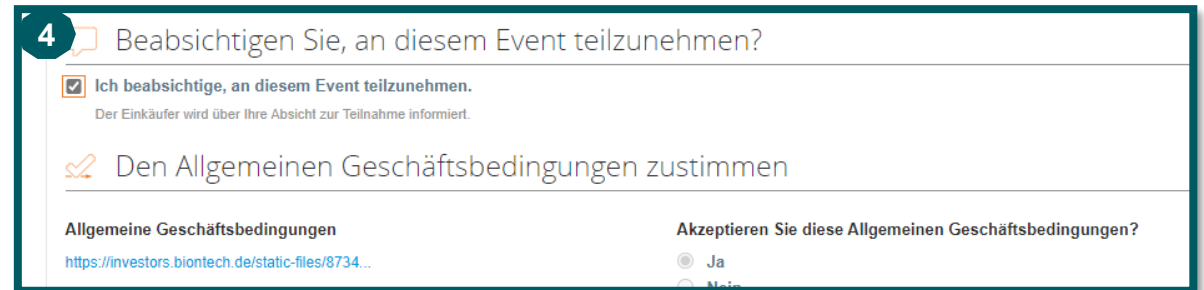 4
Beabsichtigen Sie, an diesem Event teilzunehmen?
Ich beabsichtige, an diesem Event teilzunehmen.
Der Einkäufer wird über Ihre Absicht zur Teilnahme informiert.
Den Allgemeinen Geschäftsbedingungen zustimmen
Allgemeine Geschäftsbedingungen
Akzeptieren Sie diese Allgemeinen Geschäftsbedingungen?
https://investors.biontech.de/static-files/8734...
Ja
Nein